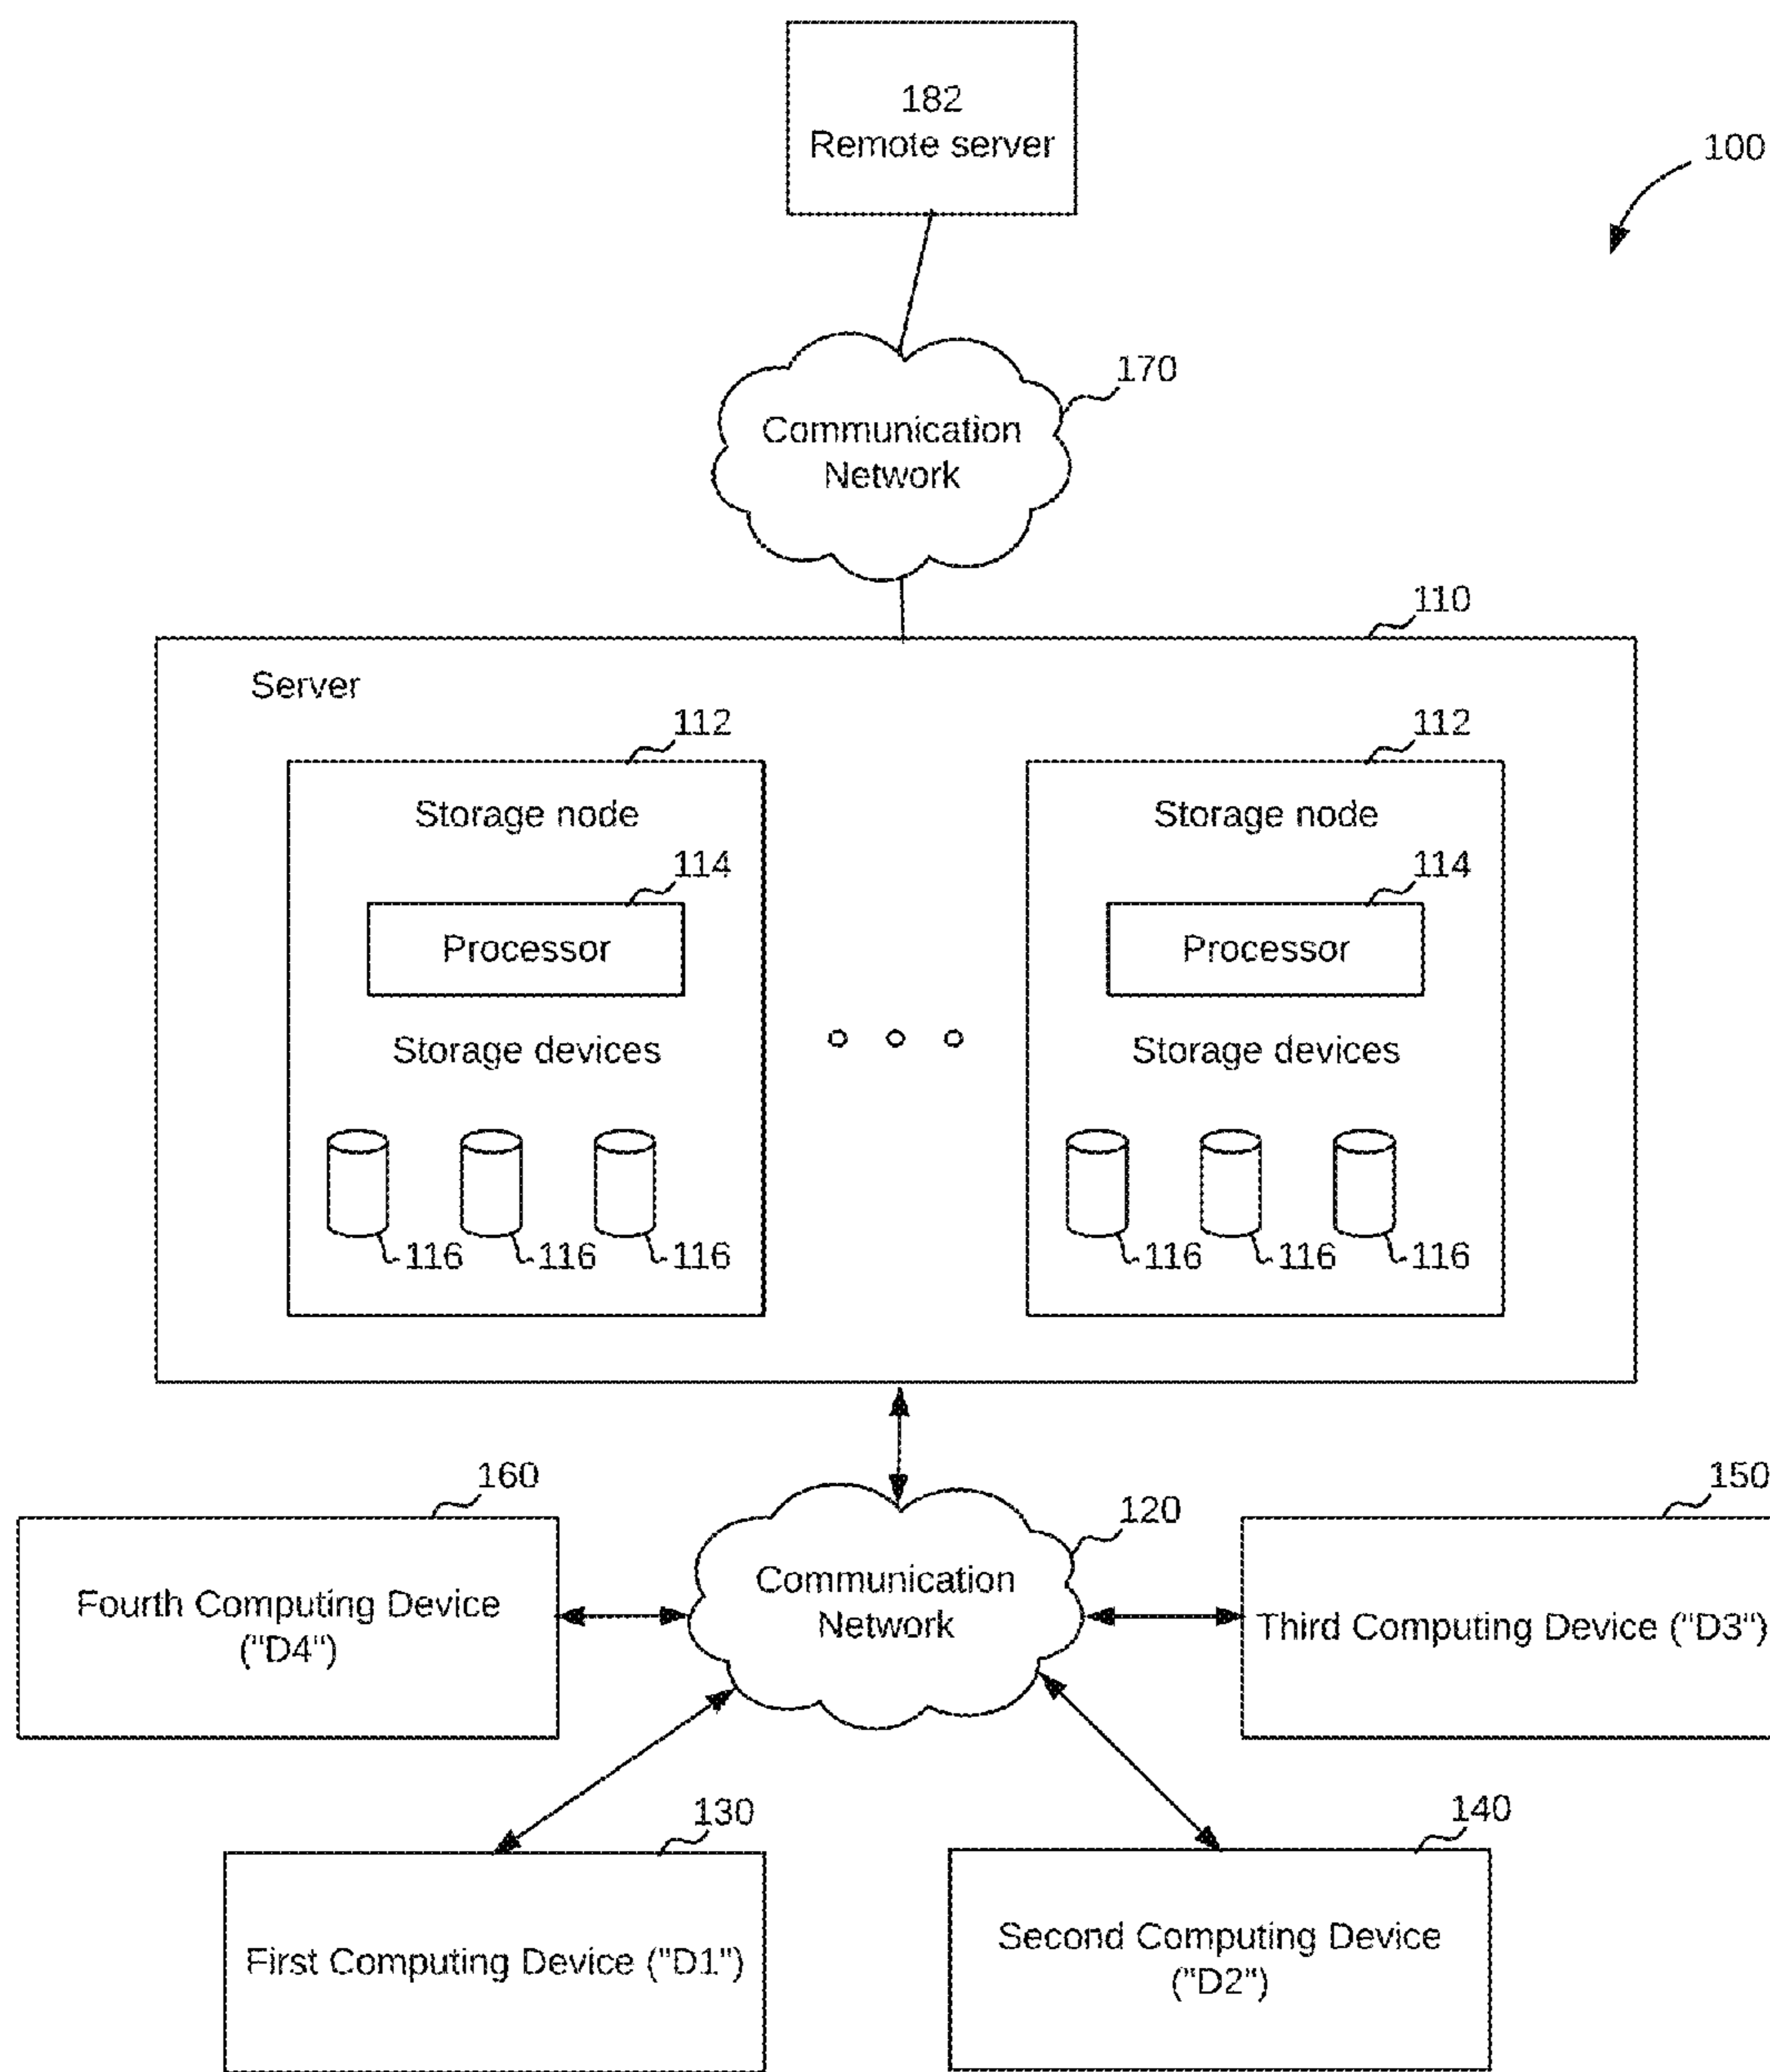 182
Remote server
100
170
Communication
Network
110
Server
112
112
Storage node
Storage node
114
114
Processor
Processor
Storage devices
Storage devices
116
116
116
116
116
116
160
150
120
Communication
Network
Fourth Computing Device
("D4")
Third Computing Device ("D3")
130
140
First Computing Device ("D1")
Second Computing Device
("D2")